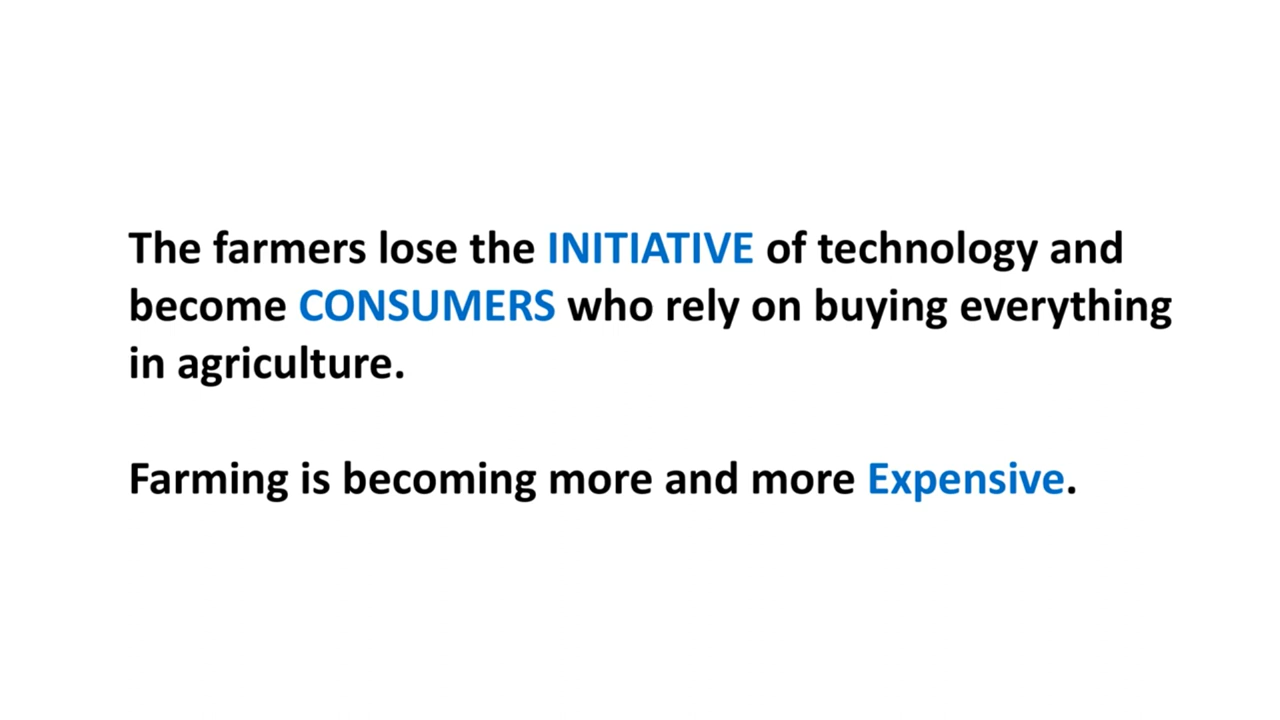 The farmers lose the INITIATIVE of technology and
become CONSUMERS who rely on buying everything
in agriculture.
Farming is becoming more and more Expensive.